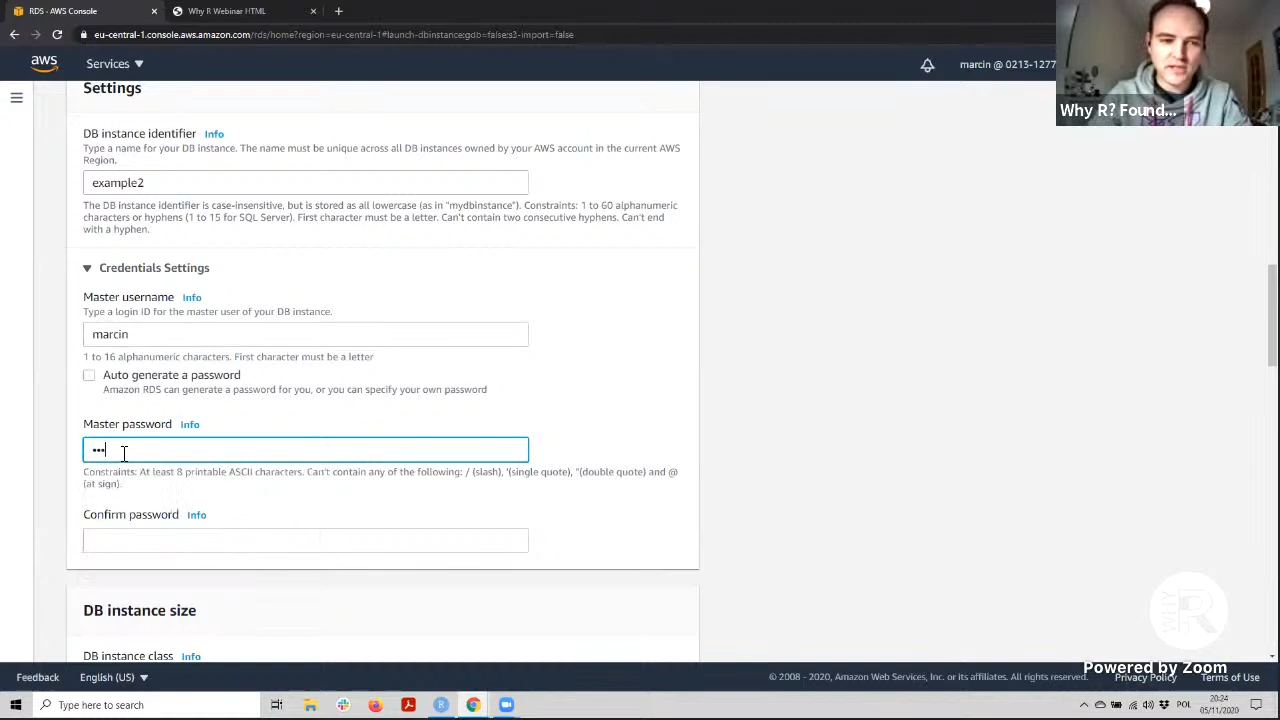 RDS - AWS Console
Why R Webinar HTML
eu-central-1.console.aws.amazon.com/rds/home?region=eu-central-1#launch-dbinstance:gdb=false:s3-import=false
aws
Services
marcin @ 0213-1277
Why R? Found...
Settings
DB instance identifier Info
Type a name for your DB instance. The name must be unique across all DB instances owned by your AWS account in the current AWS
Region.
example2
The DB instance identifier is case-insensitive, but is stored as all lowercase (as in "mydbinstance"). Constraints: 1 to 60 alphanumeric
characters or hyphens (1 to 15 for SQL Server). First character must be a letter. Can't contain two consecutive hyphens. Can't end
with a hyphen.
Credentials Settings
Master username Info
Type a login ID for the master user of your DB instance.
marcin
1 to 16 alphanumeric characters. First character must be a letter
Auto generate a password
Amazon RDS can generate a password for you, or you can specify your own password
Master password Info
•••
Constraints: At least 8 printable ASCII characters. Can't contain any of the following: / (slash), '(single quote), "(double quote) and @
(at sign).
Confirm password Info
DB instance size
DB instance class Info
WHY R
Powered by Zoom
Feedback
English (US)
© 2008 - 2020, Amazon Web Services, Inc. or its affiliates. All rights reserved.
Privacy Policy
Terms of Use
Type here to search
POL
20:24
05/11/2020